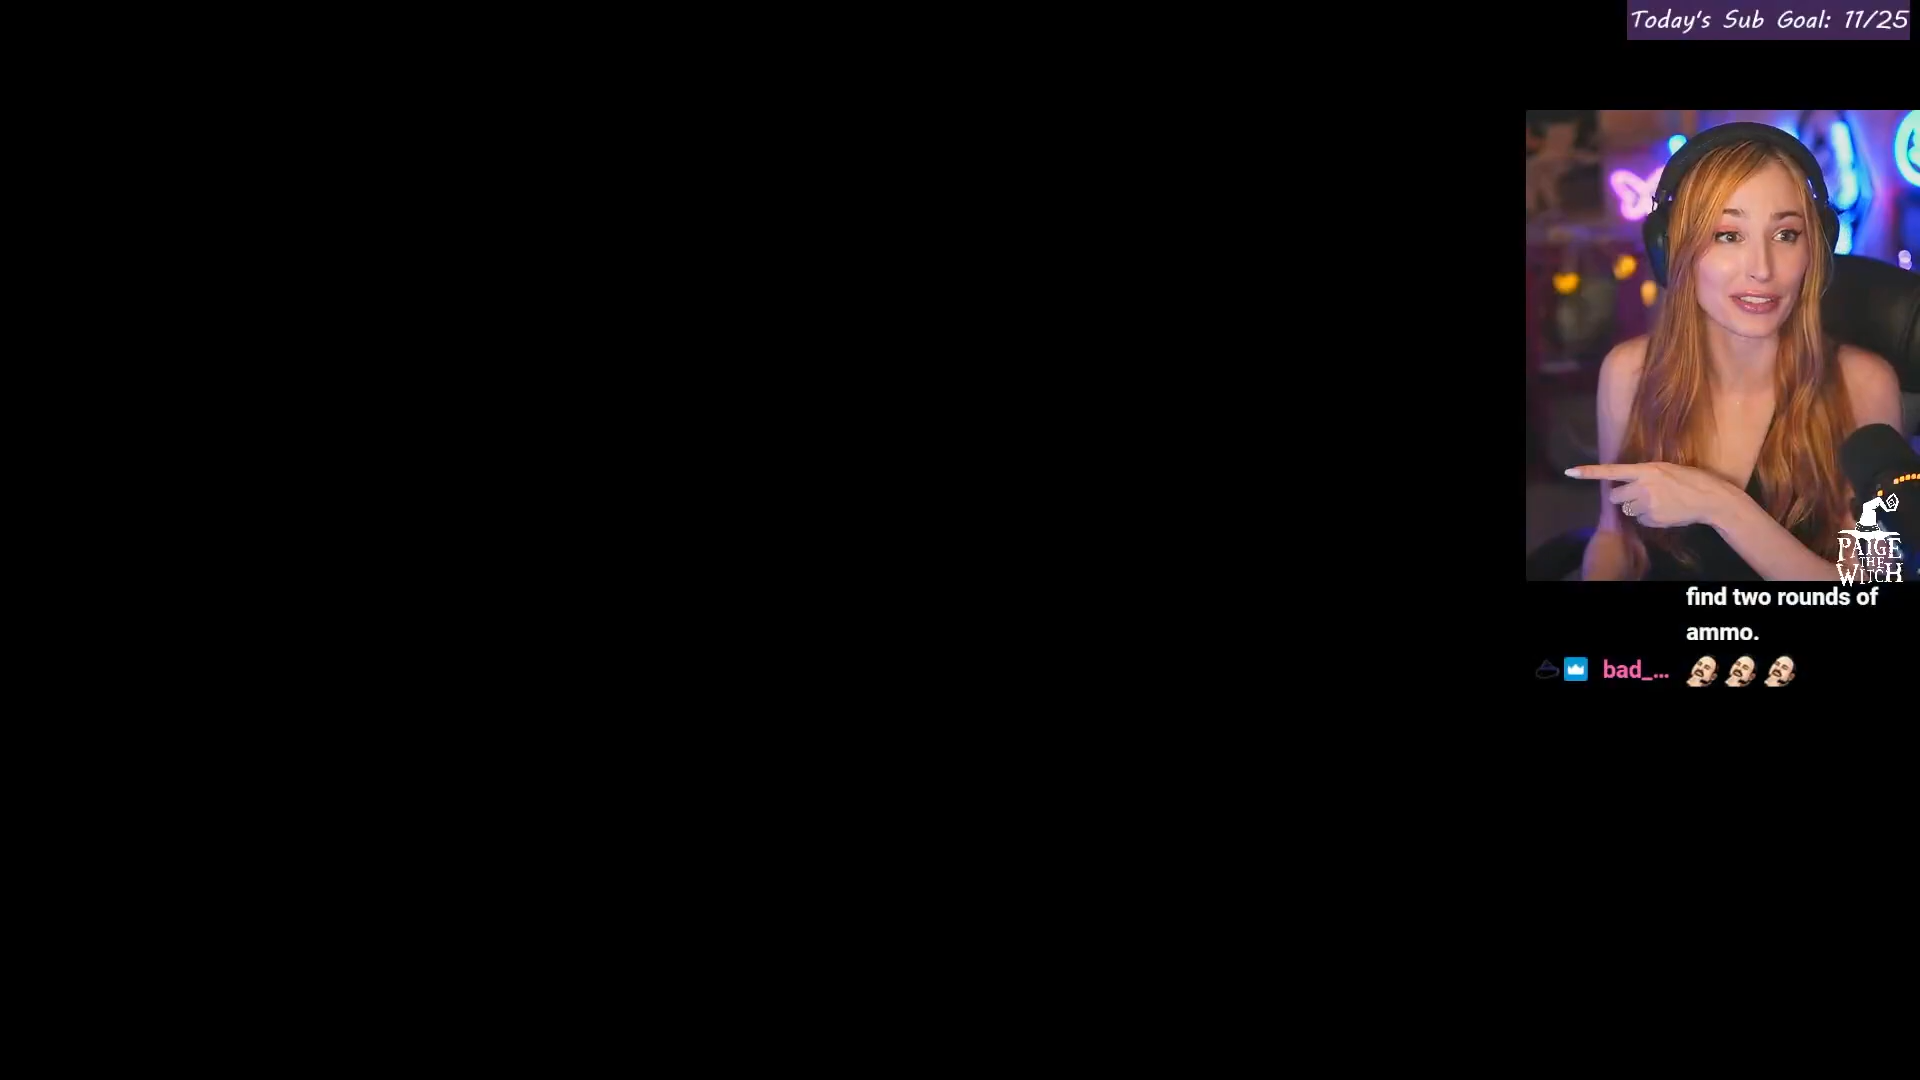 Today's Sub Goal: 11/25
PAIGE
THE
WITCH
find two rounds of
ammo.
bad_...